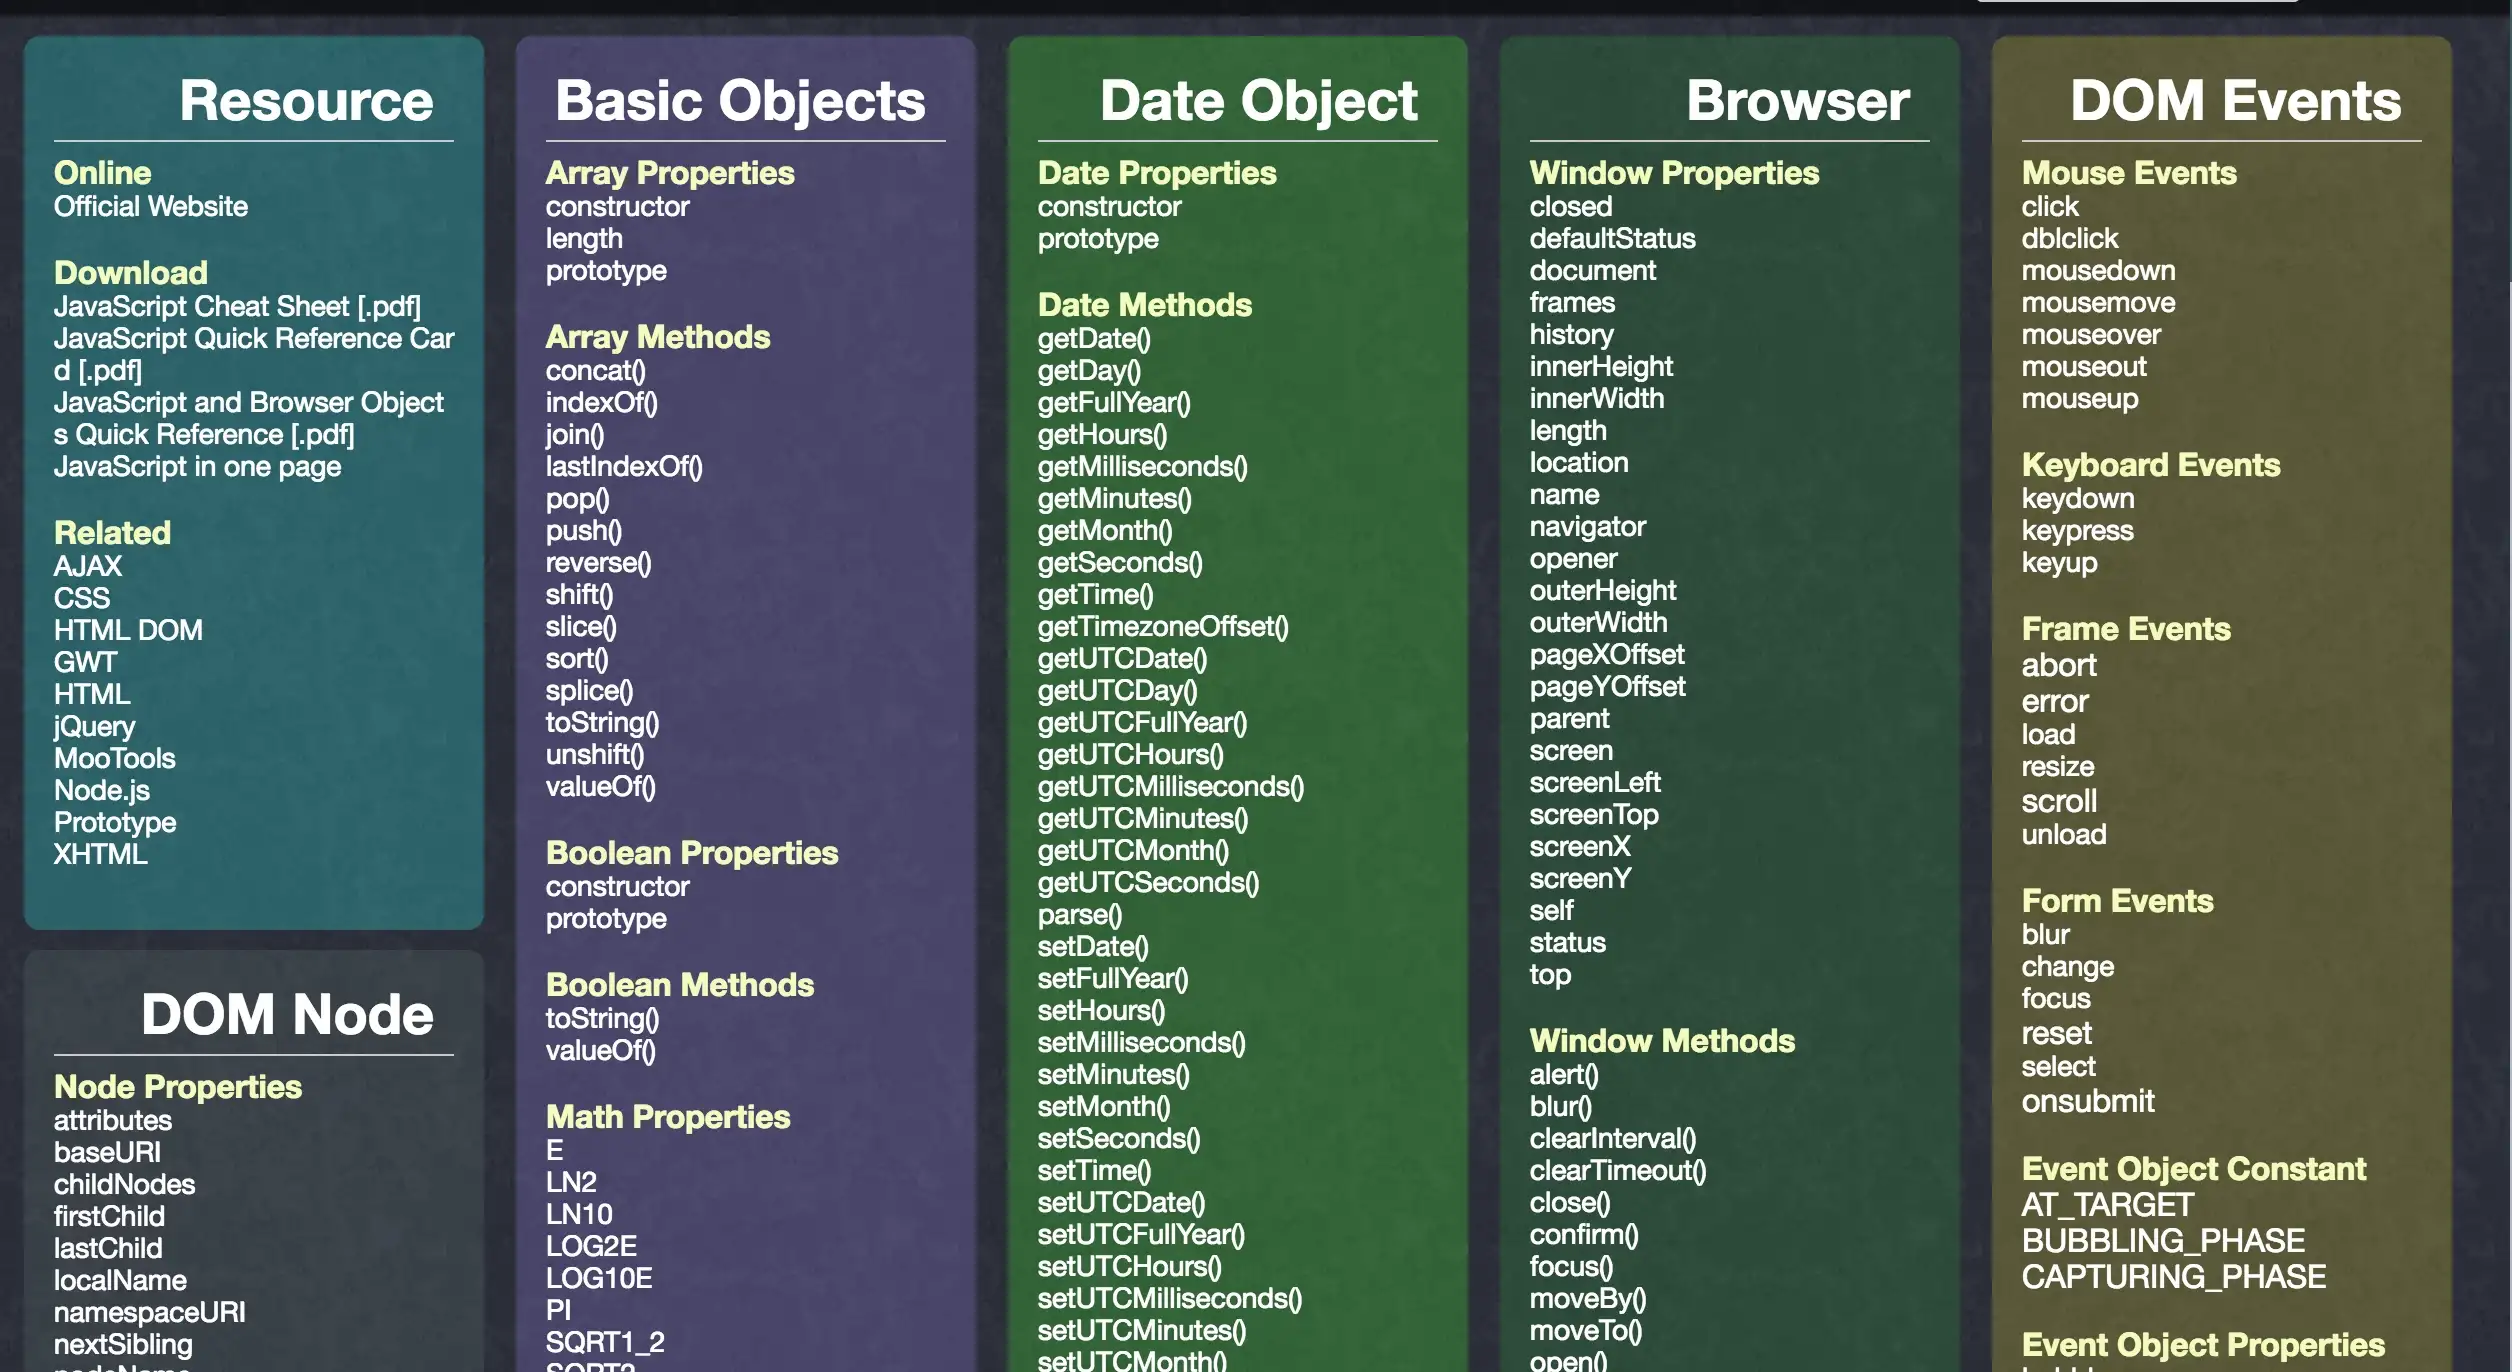 Resource
Online
Official Website
Download
JavaScript Cheat Sheet [.pdf]
JavaScript Quick Reference Car
d [.pdf]
JavaScript and Browser Object
s Quick Reference [.pdf]
JavaScript in one page
Related
AJAX
CSS
HTML DOM
GWT
HTML
jQuery
MooTools
Node.js
Prototype
XHTML
DOM Node
Node Properties
attributes
baseURI
childNodes
firstChild
lastChild
localName
namespaceURI
nextSibling
Basic Objects
Array Properties
constructor
length
prototype
Array Methods
concat()
indexOf()
join()
lastIndexOf()
pop()
push()
reverse()
shift()
slice()
sort()
splice()
toString()
unshift()
valueOf()
Boolean Properties
constructor
prototype
Boolean Methods
toString()
valueOf()
Math Properties
E
LN2
LN10
LOG2E
LOG10E
PI
SQRT1_2
Date Object
Date Properties
constructor
prototype
Date Methods
getDate()
getDay()
getFullYear()
getHours()
getMilliseconds()
getMinutes()
getMonth()
getSeconds()
getTime()
getTimezoneOffset()
getUTCDate()
getUTCDay()
getUTCFullYear()
getUTCHours()
getUTCMilliseconds()
getUTCMinutes()
getUTCMonth()
getUTCSeconds()
parse()
setDate()
setFullYear()
setHours()
setMilliseconds()
setMinutes()
setMonth()
setSeconds()
setTime()
setUTCDate()
setUTCFullYear()
setUTCHours()
setUTCMilliseconds()
setUTCMinutes()
setUTCMonth()
Browser
Window Properties
closed
defaultStatus
document
frames
history
innerHeight
innerWidth
length
location
name
navigator
opener
outerHeight
outerWidth
pageXOffset
pageYOffset
parent
screen
screenLeft
screenTop
screenX
screenY
self
status
top
Window Methods
alert()
blur()
clearInterval()
clearTimeout()
close()
confirm()
focus()
moveBy()
moveTo()
open()
DOM Events
Mouse Events
click
dblclick
mousedown
mousemove
mouseover
mouseout
mouseup
Keyboard Events
keydown
keypress
keyup
Frame Events
abort
error
load
resize
scroll
unload
Form Events
blur
change
focus
reset
select
onsubmit
Event Object Constant
AT_TARGET
BUBBLING_PHASE
CAPTURING_PHASE
Event Object Properties